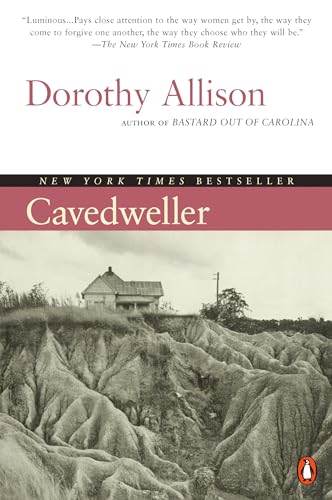 “Luminous...Pays close attention to the way women get by, the way they
come to forgive one another, the way they choose who they will be.”
—The New York Times Book Review
Dorothy Allison
AUTHOR OF BASTARD OUT OF CAROLINA
NEW YORK TIMES BESTSELLER
Cavedweller